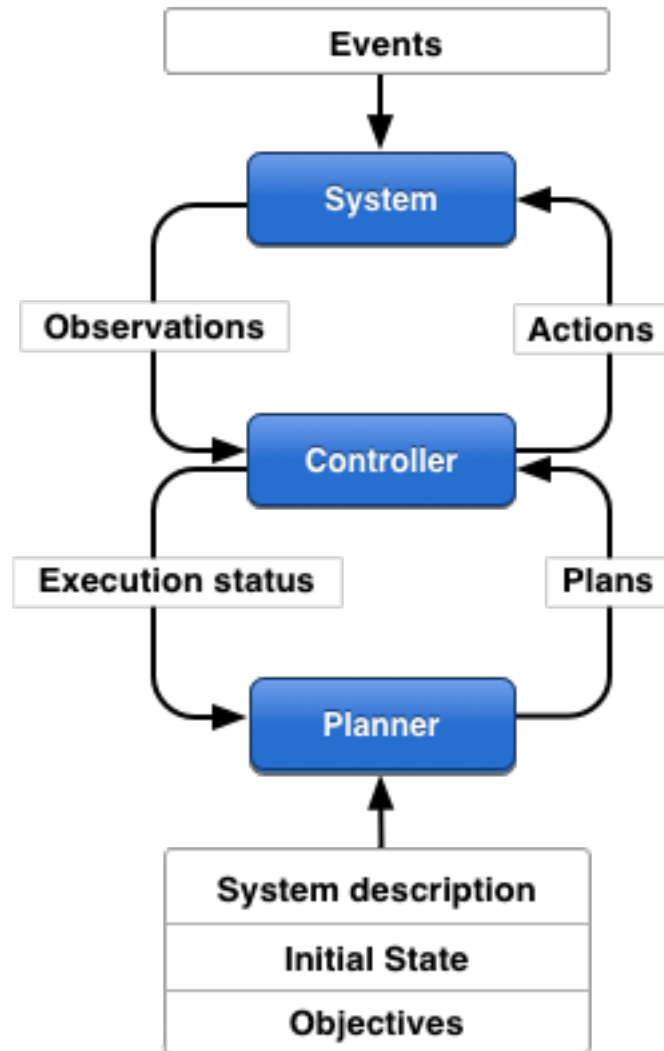 Events
System
Observations
Actions
Controller
Execution status
Plans
Planner
System description
Initial State
Objectives